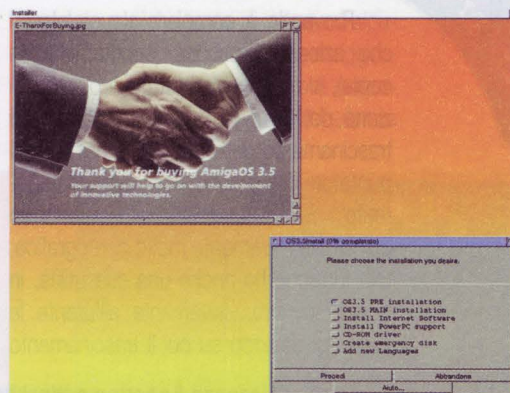 Installer
E-ThanxForBuying.jpg
Thank you for buying AmigaOS 3.5
Your support will help to go on with the development
of innovative technologies.
OS3.5install (0% completato)
Please choose the installation you desire.
OS3.5 PRE installation
OS3.5 MAIN installation
Install Internet Software
Install PowerPC support
CD-ROM driver
Create emergency disk
Add new Languages
Procedi
Abbandona
Aiuto...